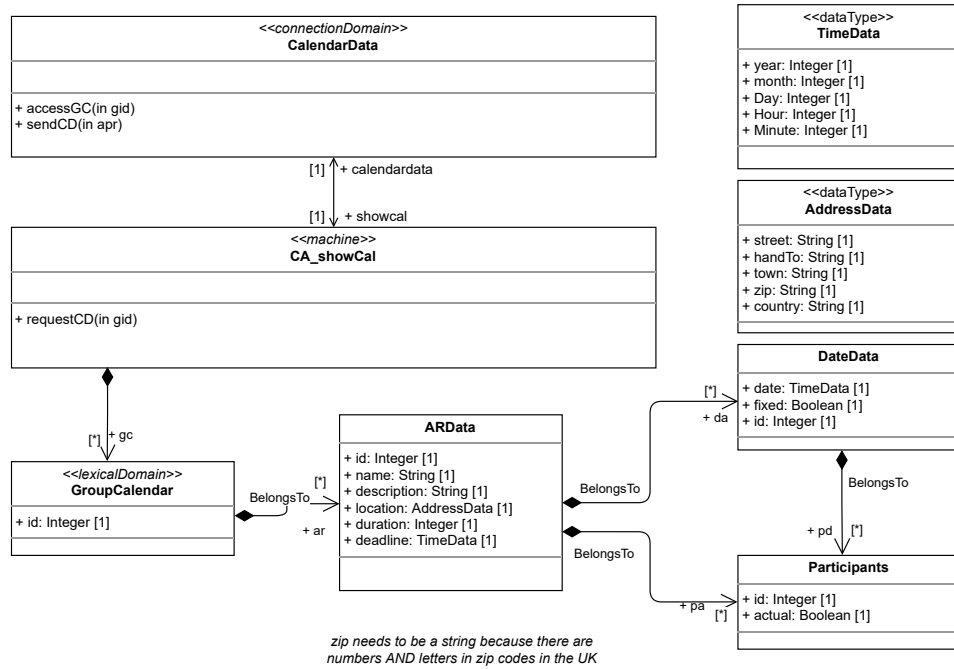 <<connectionDomain>>
CalendarData
+ accessGC(in gid)
+ sendCD(in apr)
[1]
+ calendardata
[1]
+ showcal
<<machine>>
CA_showCal
+ requestCD(in gid)
[*]
+ gc
<<lexicalDomain>>
GroupCalendar
+ id: Integer [1]
BelongsTo
[*]
+ ar
ARData
+ id: Integer [1]
+ name: String [1]
+ description: String [1]
+ location: AddressData [1]
+ duration: Integer [1]
+ deadline: TimeData [1]
BelongsTo
[*]
+ da
BelongsTo
+ pa
[*]
<<dataType>>
TimeData
+ year: Integer [1]
+ month: Integer [1]
+ Day: Integer [1]
+ Hour: Integer [1]
+ Minute: Integer [1]
<<dataType>>
AddressData
+ street: String [1]
+ handTo: String [1]
+ town: String [1]
+ zip: String [1]
+ country: String [1]
DateData
+ date: TimeData [1]
+ fixed: Boolean [1]
+ id: Integer [1]
BelongsTo
+ pd
[*]
Participants
+ id: Integer [1]
+ actual: Boolean [1]
zip needs to be a string because there are
numbers AND letters in zip codes in the UK